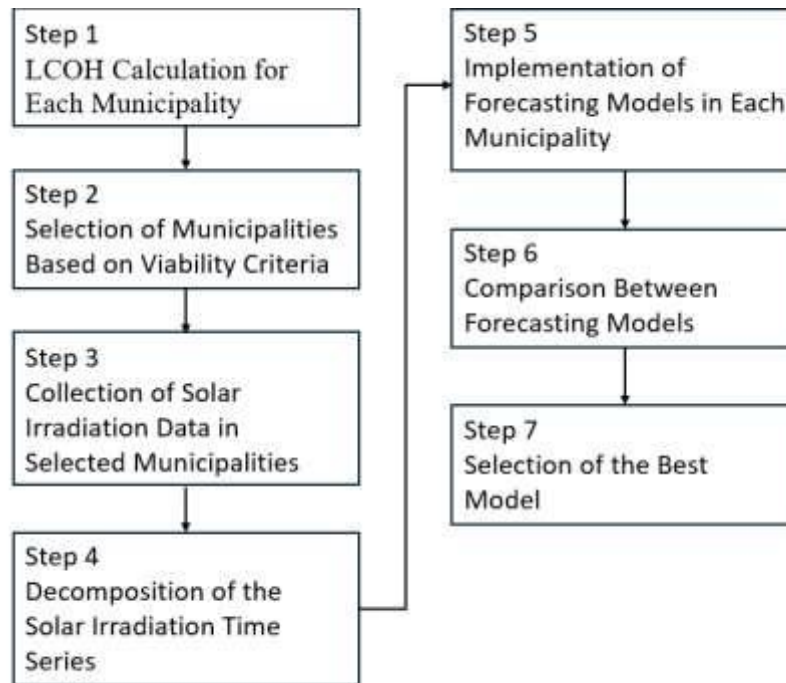 Step 1
LCOH Calculation for
Each Municipality
Step 2
Selection of Municipalities
Based on Viability Criteria
Step 3
Collection of Solar
Irradiation Data in
Selected Municipalities
Step 4
Decomposition of the
Solar Irradiation Time
Series
Step 5
Implementation of
Forecasting Models in Each
Municipality
Step 6
Comparison Between
Forecasting Models
Step 7
Selection of the Best
Model